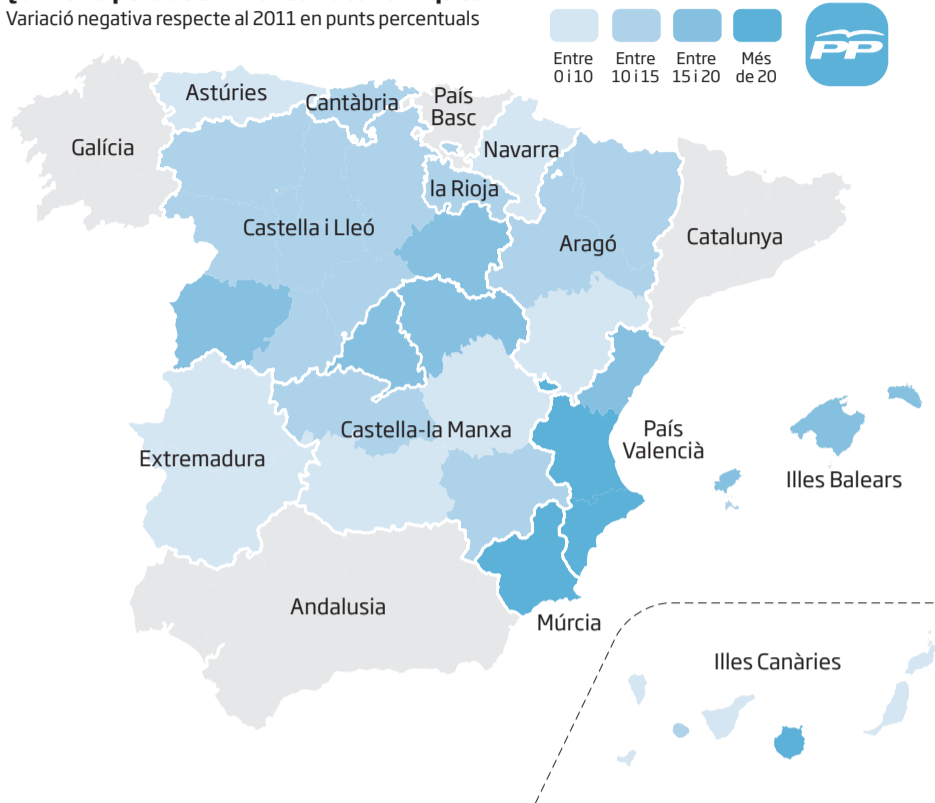 Variació negativa respecte al 2011 en punts percentuals
Entre
0 i 10
Entre
10 i 15
Entre
15 i 20
Més
de 20
PP
Astúries
Cantàbria
País
Basc
Galícia
Navarra
la Rioja
Castella i Lleó
Aragó
Catalunya
Castella-la Manxa
País
Valencià
Extremadura
Illes Balears
Andalusia
Múrcia
Illes Canàries